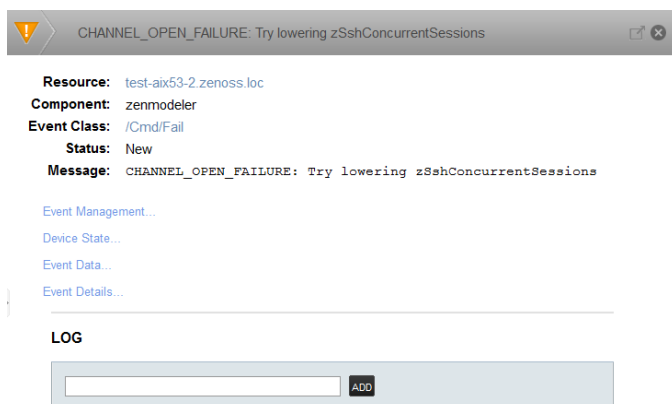 CHANNEL_OPEN_FAILURE: Try lowering zSshConcurrentSessions
Resource: test-aix53-2.zenoss.loc
Component: zenmodeler
Event Class: /Cmd/Fail
Status: New
Message: CHANNEL_OPEN_FAILURE: Try lowering zSshConcurrentSessions
Event Management...
Device State...
Event Data...
Event Details...
LOG
ADD